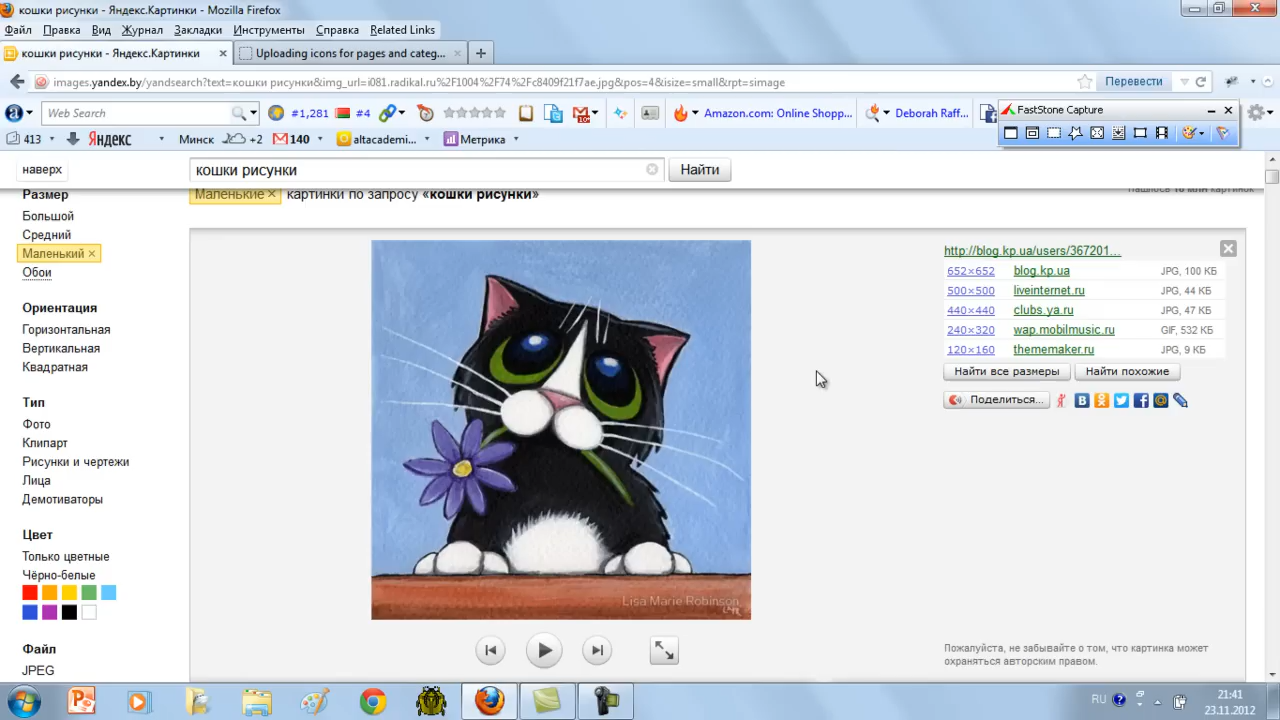 кошки рисунки - Яндекс.Картинки - Mozilla Firefox
Файл Правка Вид Журнал Закладки Инструменты Справка Related Links
кошки рисунки - Яндекс.Картинки × Uploading icons for pages and categ... × +
images.yandex.by/yandsearch?text=кошки рисунки&img_url=i081.radikal.ru%2F1004%2F74%2Fc8409f21f7ae.jpg&pos=4&isize=small&rpt=simage Перевести
Web Search #1,281 #4 Amazon.com: Online Shopp... Deborah Raff...
FastStone Capture
413 Яндекс Минск +2 140 altacademi... Метрика
наверх кошки рисунки Найти
Размер
Маленькие × картинки по запросу «кошки рисунки»
Большой
Средний
Маленький ×
Обои
Ориентация
Горизонтальная
Вертикальная
Квадратная
Тип
Фото
Клипарт
Рисунки и чертежи
Лица
Демотиваторы
Цвет
Только цветные
Чёрно-белые
Файл
JPEG
Lisa Marie Robinson
http://blog.kp.ua/users/367201...
652×652 blog.kp.ua JPG, 100 КБ
500×500 liveinternet.ru JPG, 44 КБ
440×440 clubs.ya.ru JPG, 47 КБ
240×320 wap.mobilmusic.ru GIF, 532 КБ
120×160 thememaker.ru JPG, 9 КБ
Найти все размеры Найти похожие
Поделиться...
Пожалуйста, не забывайте о том, что картинка может
охраняться авторским правом.
RU 21:41
23.11.2012